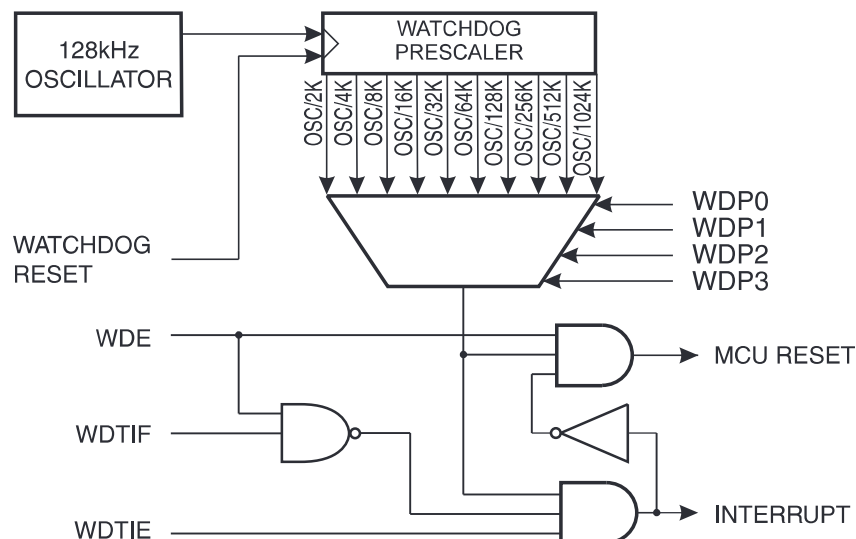 128kHz
OSCILLATOR
WATCHDOG
PRESCALER
OSC/2K
OSC/4K
OSC/8K
OSC/16K
OSC/32K
OSC/64K
OSC/128K
OSC/256K
OSC/512K
OSC/1024K
WDP0
WDP1
WDP2
WDP3
WATCHDOG
RESET
WDE
MCU RESET
WDTIF
INTERRUPT
WDTIE